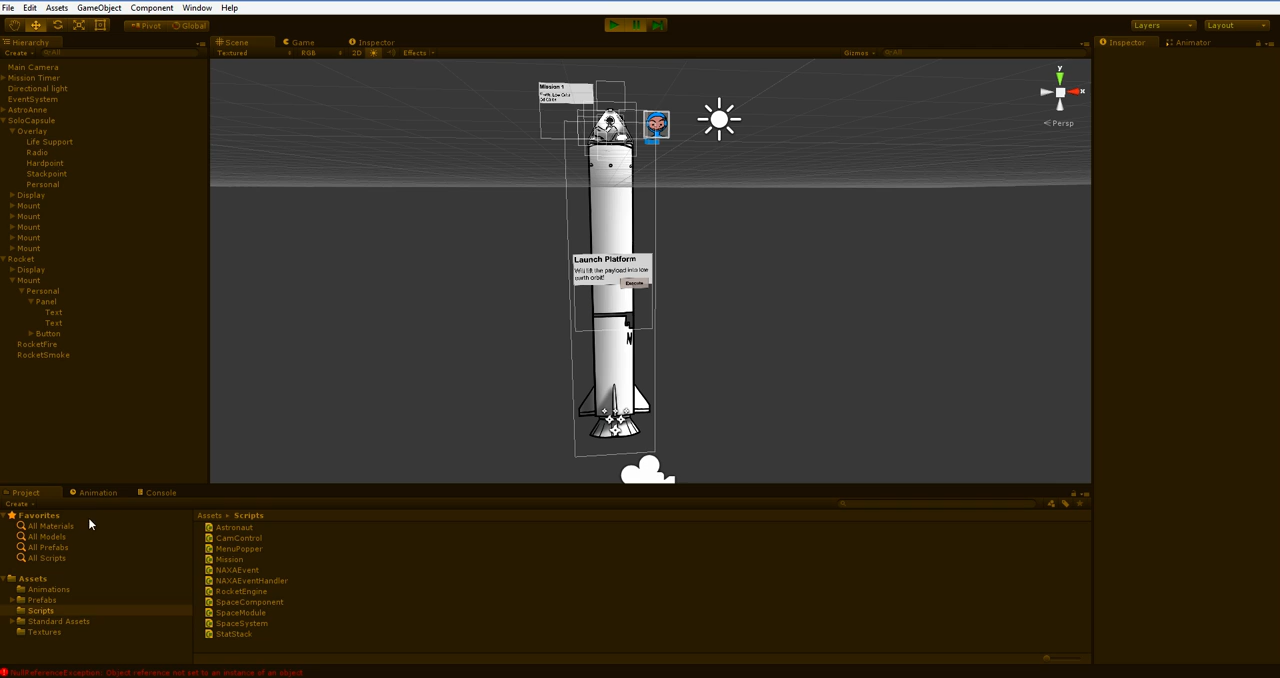 File Edit Assets GameObject Component Window Help
Pivot Global Layers Layout
Hierarchy
Create All
Main Camera
Mission Timer
Directional light
EventSystem
AstroAnne
SoloCapsule
Overlay
Life Support
Radio
Hardpoint
Stackpoint
Personal
Display
Mount
Mount
Mount
Mount
Mount
Rocket
Display
Mount
Personal
Panel
Text
Text
Button
RocketFire
RocketSmoke
Scene Game Inspector
Textured RGB 2D Effects Gizmos All
Mission 1
y
x
Persp
Launch Platform
Will lift the payload into low
earth orbit!
Execute
N
Inspector Animator
Project Animation Console
Create
Favorites
All Materials
All Models
All Prefabs
All Scripts
Assets
Animations
Prefabs
Scripts
Standard Assets
Textures
Assets Scripts
Astronaut
CamControl
MenuPopper
Mission
NAXAEvent
NAXAEventHandler
RocketEngine
SpaceComponent
SpaceModule
SpaceSystem
StatStack
NullReferenceException: Object reference not set to an instance of an object